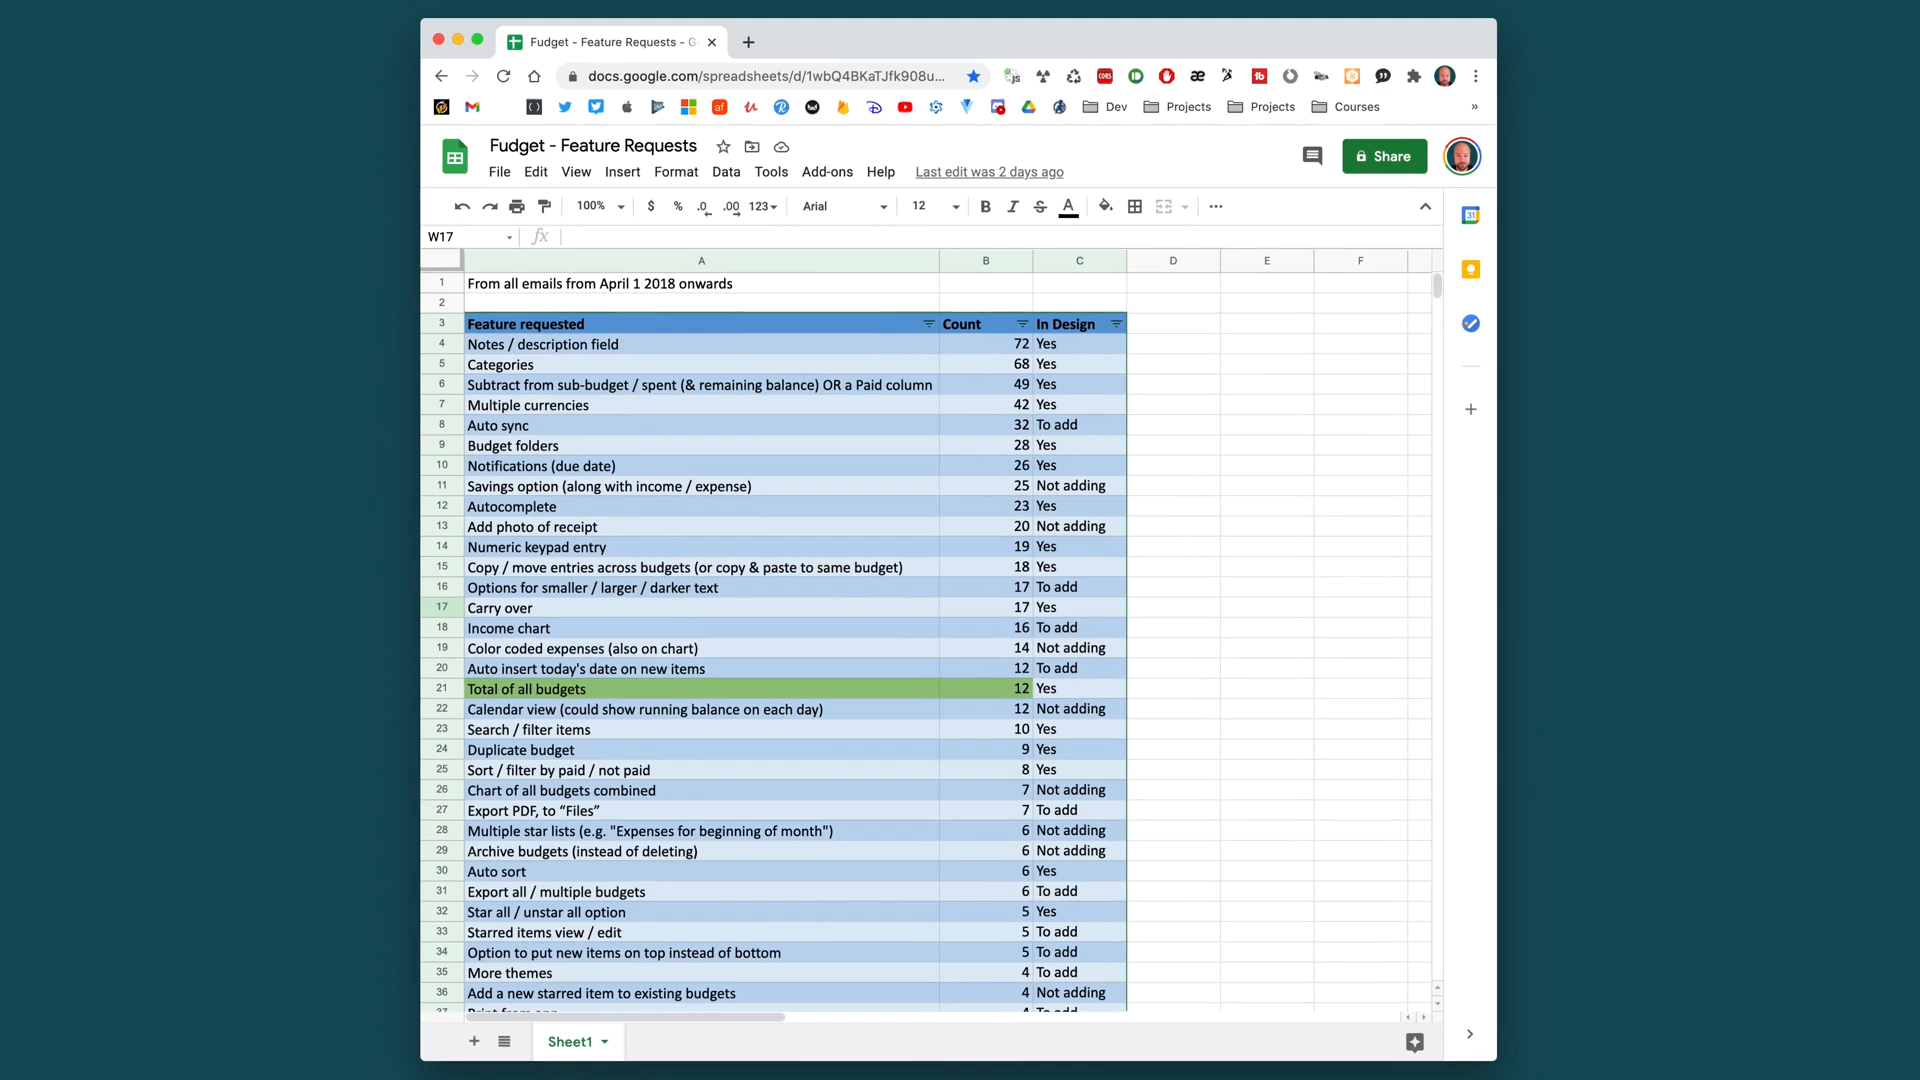 Fudget - Feature Requests - G
docs.google.com/spreadsheets/d/1wbQ4BKaTJfk908u...
Dev
Projects
Projects
Courses
»
Fudget - Feature Requests
Share
File Edit View Insert Format Data Tools Add-ons Help Last edit was 2 days ago
100% $ % .0 .00 123 Arial 12 B I S A
W17 fx
A B C D E F
1 From all emails from April 1 2018 onwards
2
3 Feature requested Count In Design
4 Notes / description field 72 Yes
5 Categories 68 Yes
6 Subtract from sub-budget / spent (& remaining balance) OR a Paid column 49 Yes
7 Multiple currencies 42 Yes
8 Auto sync 32 To add
9 Budget folders 28 Yes
10 Notifications (due date) 26 Yes
11 Savings option (along with income / expense) 25 Not adding
12 Autocomplete 23 Yes
13 Add photo of receipt 20 Not adding
14 Numeric keypad entry 19 Yes
15 Copy / move entries across budgets (or copy & paste to same budget) 18 Yes
16 Options for smaller / larger / darker text 17 To add
17 Carry over 17 Yes
18 Income chart 16 To add
19 Color coded expenses (also on chart) 14 Not adding
20 Auto insert today's date on new items 12 To add
21 Total of all budgets 12 Yes
22 Calendar view (could show running balance on each day) 12 Not adding
23 Search / filter items 10 Yes
24 Duplicate budget 9 Yes
25 Sort / filter by paid / not paid 8 Yes
26 Chart of all budgets combined 7 Not adding
27 Export PDF, to “Files” 7 To add
28 Multiple star lists (e.g. "Expenses for beginning of month") 6 Not adding
29 Archive budgets (instead of deleting) 6 Not adding
30 Auto sort 6 Yes
31 Export all / multiple budgets 6 To add
32 Star all / unstar all option 5 Yes
33 Starred items view / edit 5 To add
34 Option to put new items on top instead of bottom 5 To add
35 More themes 4 To add
36 Add a new starred item to existing budgets 4 Not adding
Sheet1